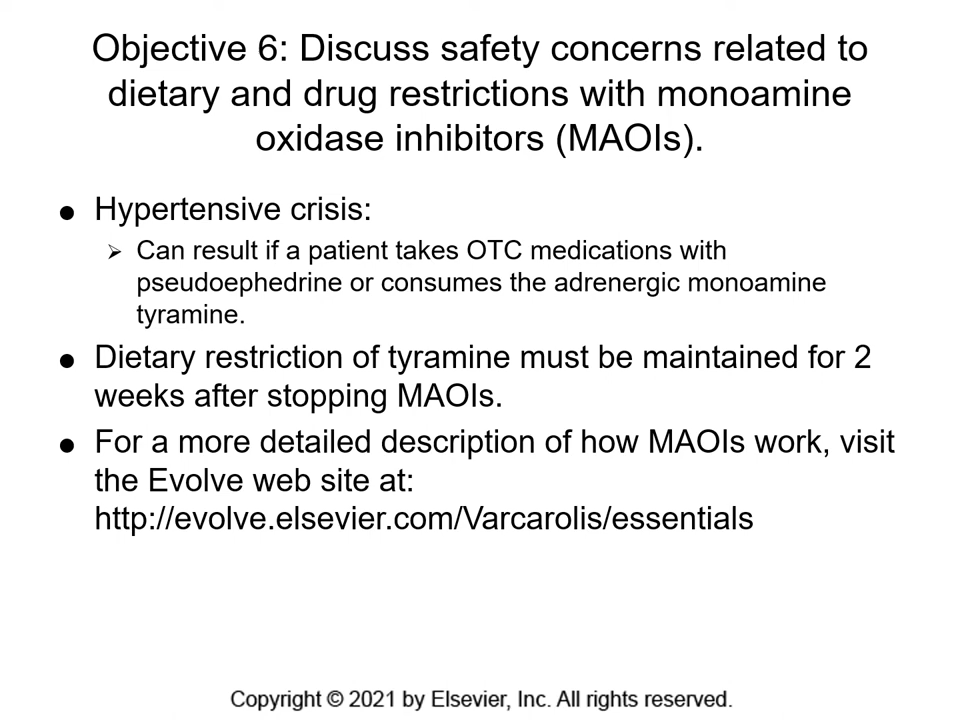 Objective 6: Discuss safety concerns related to
dietary and drug restrictions with monoamine
oxidase inhibitors (MAOIs).
● Hypertensive crisis:
➢ Can result if a patient takes OTC medications with
pseudoephedrine or consumes the adrenergic monoamine
tyramine.
● Dietary restriction of tyramine must be maintained for 2
weeks after stopping MAOIs.
● For a more detailed description of how MAOIs work, visit
the Evolve web site at:
http://evolve.elsevier.com/Varcarolis/essentials
Copyright © 2021 by Elsevier, Inc. All rights reserved.